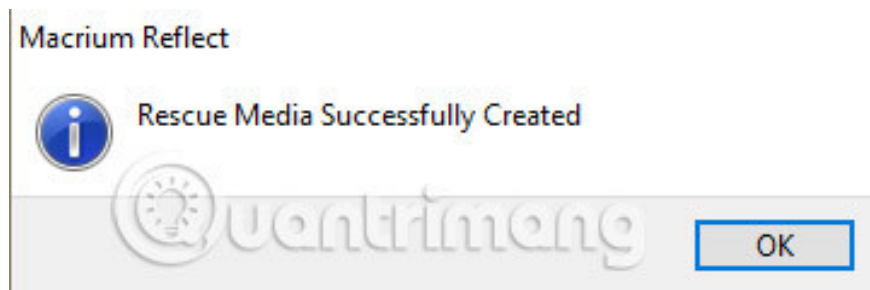 Macrium Reflect
Rescue Media Successfully Created
Quantrimang
OK